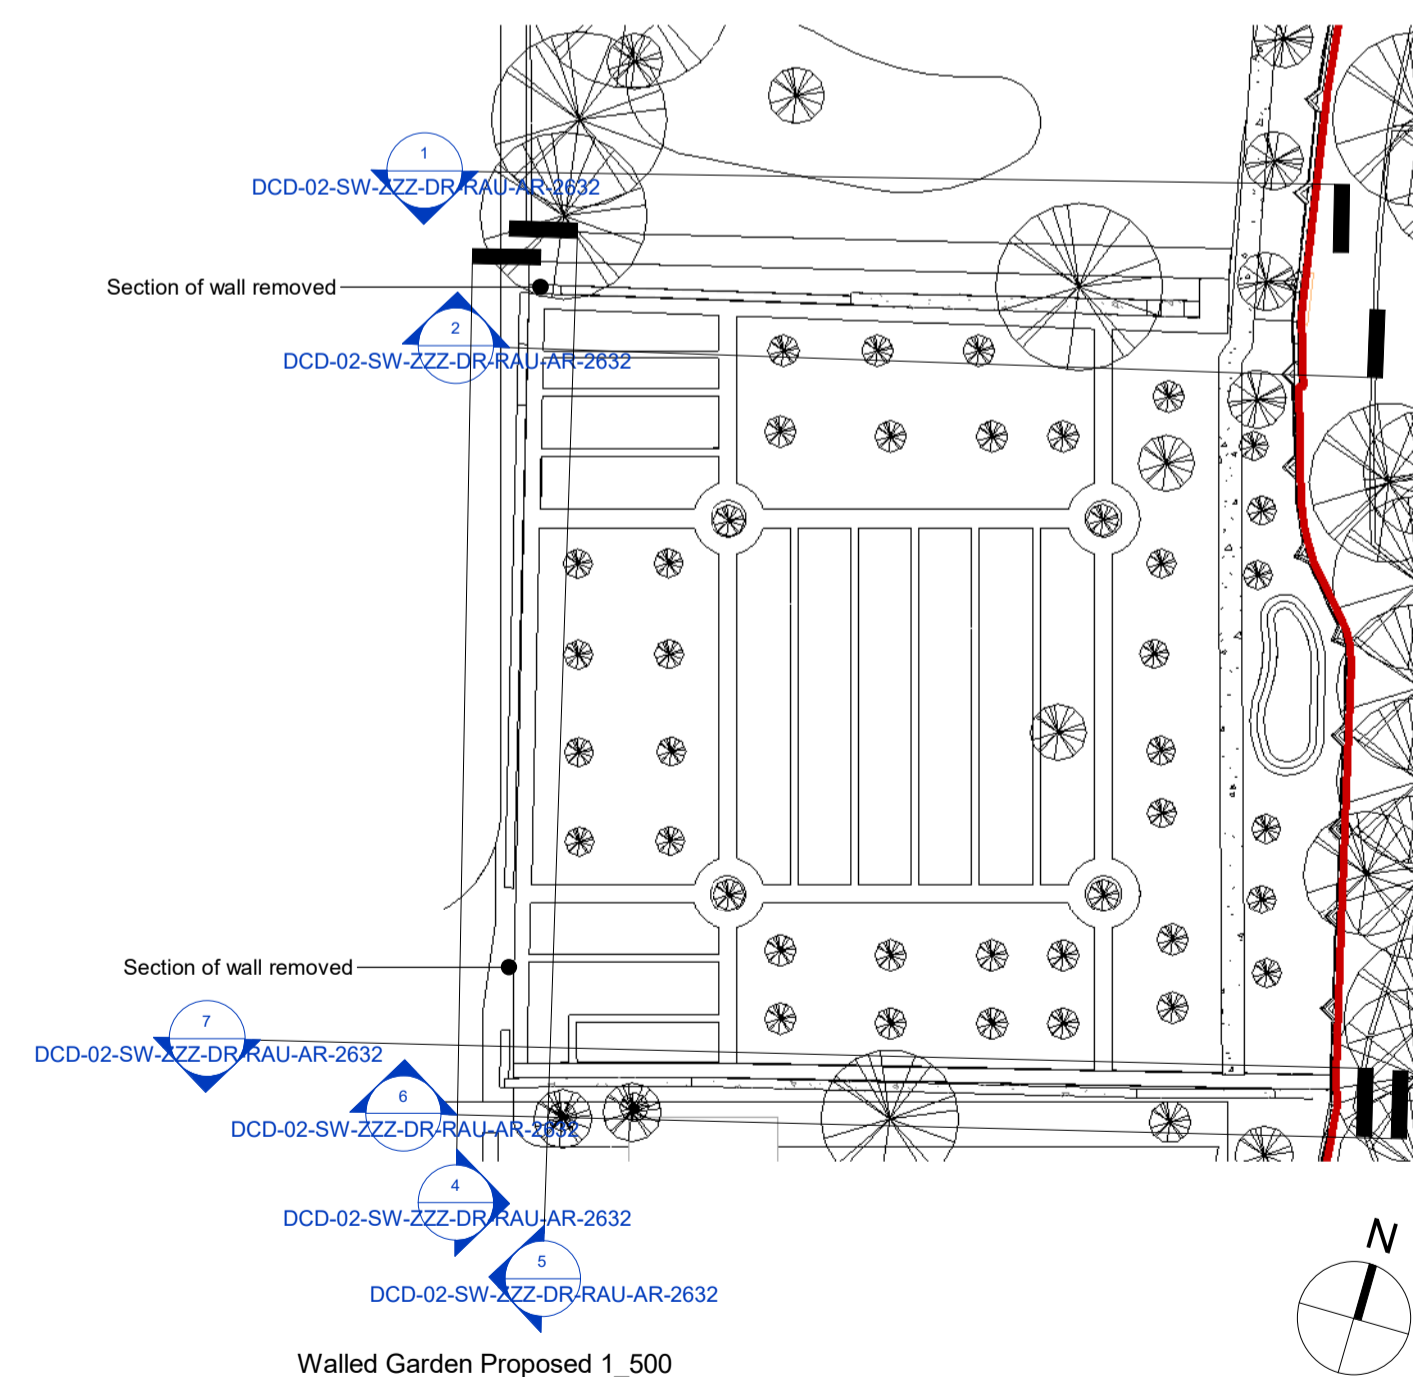 1
DCD-02-SW-ZZZ-DR-RAU-AR-2632
Section of wall removed
2
DCD-02-SW-ZZZ-DR-RAU-AR-2632
Section of wall removed
7
DCD-02-SW-ZZZ-DR-RAU-AR-2632
6
DCD-02-SW-ZZZ-DR-RAU-AR-2632
4
DCD-02-SW-ZZZ-DR-RAU-AR-2632
N
5
DCD-02-SW-ZZZ-DR-RAU-AR-2632
Walled Garden Proposed 1_500